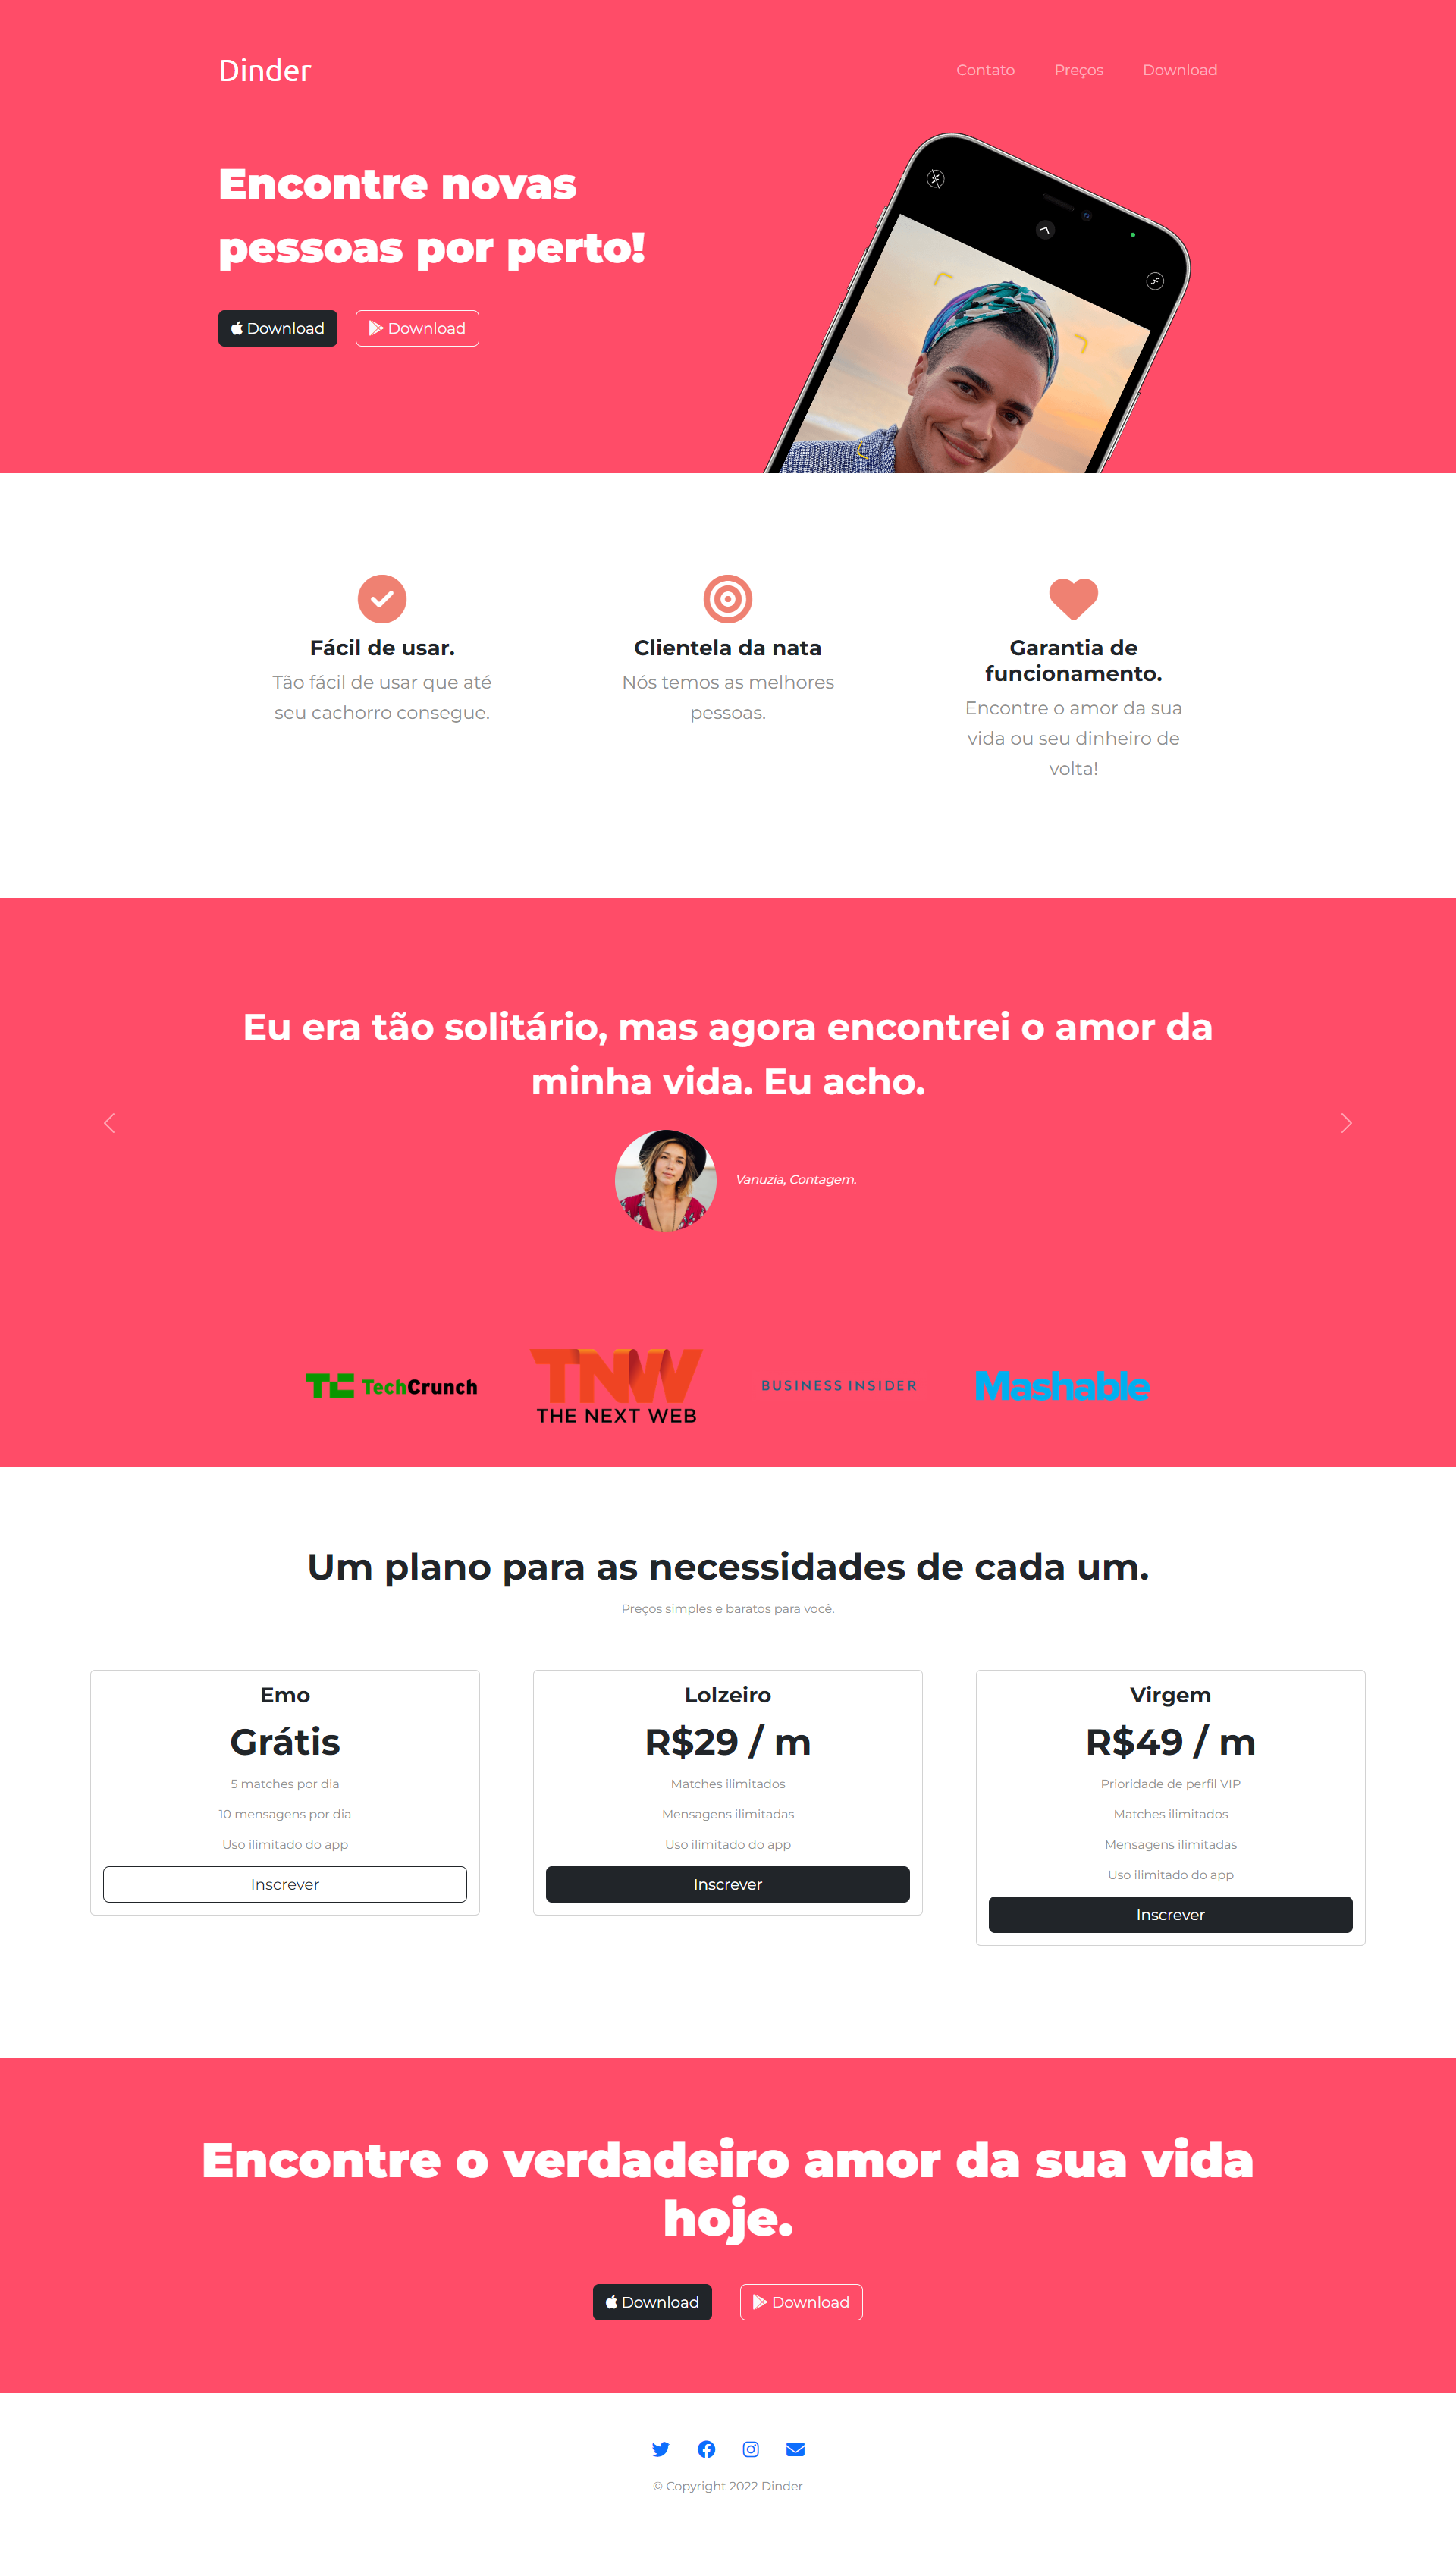 Dinder
Contato Preços Download
Encontre novas
pessoas por perto!
Download Download
Fácil de usar.
Tão fácil de usar que até
seu cachorro consegue.
Clientela da nata
Nós temos as melhores
pessoas.
Garantia de
funcionamento.
Encontre o amor da sua
vida ou seu dinheiro de
volta!
Eu era tão solitário, mas agora encontrei o amor da
minha vida. Eu acho.
Vanuzia, Contagem.
TC TechCrunch
TNW
THE NEXT WEB
BUSINESS INSIDER
Mashable
Um plano para as necessidades de cada um.
Preços simples e baratos para você.
Emo
Grátis
5 matches por dia
10 mensagens por dia
Uso ilimitado do app
Inscrever
Lolzeiro
R$29 / m
Matches ilimitados
Mensagens ilimitadas
Uso ilimitado do app
Inscrever
Virgem
R$49 / m
Prioridade de perfil VIP
Matches ilimitados
Mensagens ilimitadas
Uso ilimitado do app
Inscrever
Encontre o verdadeiro amor da sua vida
hoje.
Download Download
© Copyright 2022 Dinder